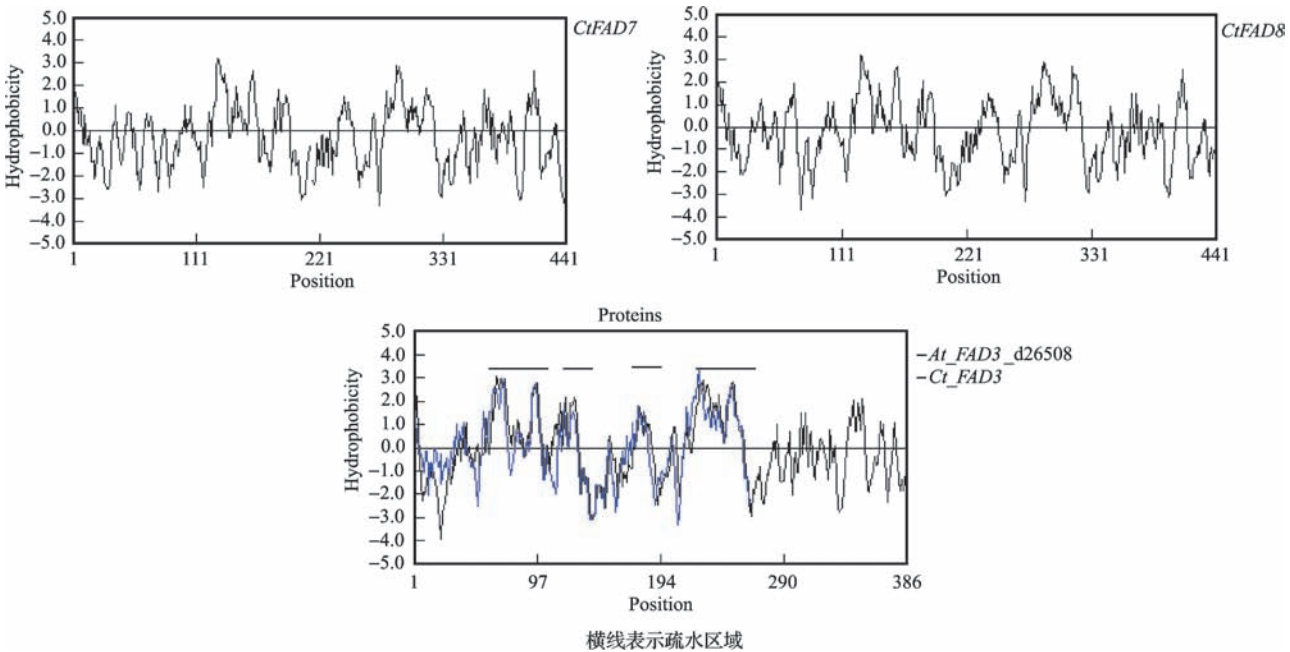 5.0
4.0
3.0
2.0
1.0
0.0
−1.0
−2.0
−3.0
−4.0
−5.0
Hydrophobicity
1 111 221 331 441
Position
CtFAD7
5.0
4.0
3.0
2.0
1.0
0.0
−1.0
−2.0
−3.0
−4.0
−5.0
Hydrophobicity
1 111 221 331 441
Position
CtFAD8
Proteins
5.0
4.0
3.0
2.0
1.0
0.0
−1.0
−2.0
−3.0
−4.0
−5.0
Hydrophobicity
1 97 194 290 386
Position
−At_FAD3_d26508
−Ct_FAD3
横线表示疏水区域